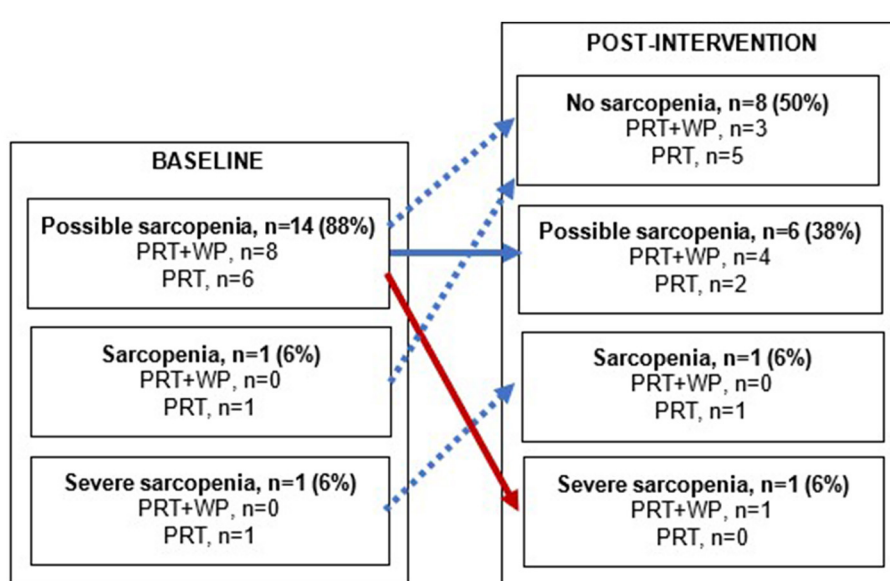 BASELINE
Possible sarcopenia, n=14 (88%)
PRT+WP, n=8
PRT, n=6
Sarcopenia, n=1 (6%)
PRT+WP, n=0
PRT, n=1
Severe sarcopenia, n=1 (6%)
PRT+WP, n=0
PRT, n=1
POST-INTERVENTION
No sarcopenia, n=8 (50%)
PRT+WP, n=3
PRT, n=5
Possible sarcopenia, n=6 (38%)
PRT+WP, n=4
PRT, n=2
Sarcopenia, n=1 (6%)
PRT+WP, n=0
PRT, n=1
Severe sarcopenia, n=1 (6%)
PRT+WP, n=1
PRT, n=0